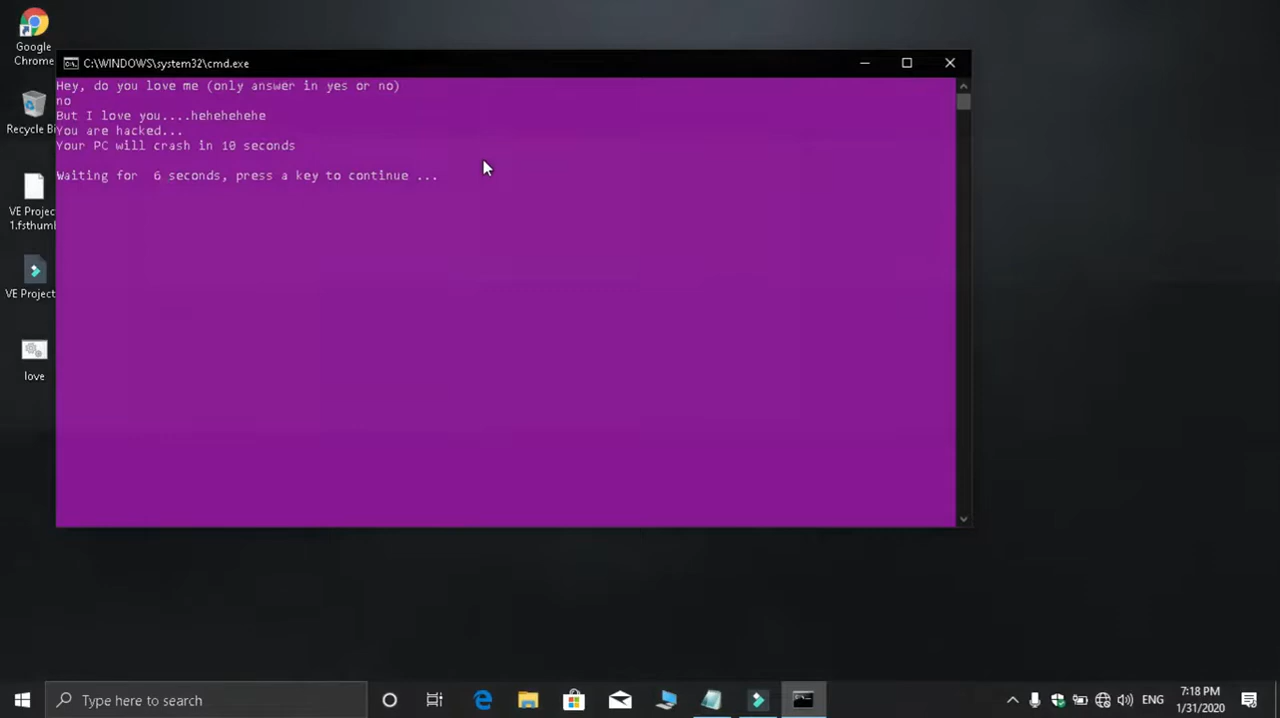 Google
Chrome
C:\WINDOWS\system32\cmd.exe
Hey, do you love me (only answer in yes or no)
no
But I love you....hehehehehe
You are hacked...
Your PC will crash in 10 seconds
Waiting for  6 seconds, press a key to continue ...
Recycle Bi
VE Projec
1.fsthumb
VE Project
love
Type here to search
ENG
7:18 PM
1/31/2020